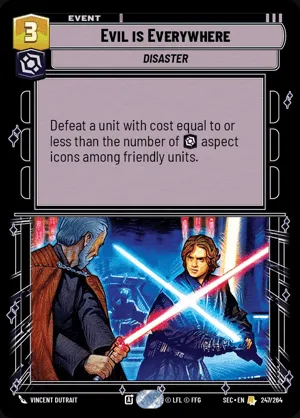 EVENT
3
EVIL IS EVERYWHERE
DISASTER
Defeat a unit with cost equal to or
less than the number of aspect
icons among friendly units.
VINCENT DUTRAIT
© LFL © FFG
SEC • EN
247/264